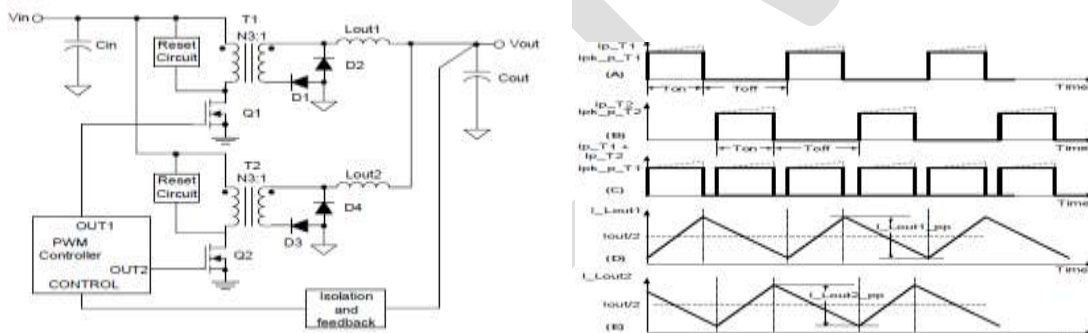 Vin
T1
N3:1
Lout1
Vout
Cin
Reset
Circuit
D2
D1
Cout
Q1
T2
N3:1
Lout2
Reset
Circuit
D4
D3
OUT1
PWM
Controller
OUT2
CONTROL
Q2
Isolation
and
feedback
Ip_T1
Ipk_p_T1
(A)
Ton
Toff
Time
Ip_T2
Ipk_p_T2
(B)
Ton
Toff
Time
Ip_T1 +
Ip_T2
Ipk_p_T1
(C)
Time
I_Lout1
Iout/2
I_Lout1_pp
(D)
Time
I_Lout2
Iout/2
I_Lout2_pp
(E)